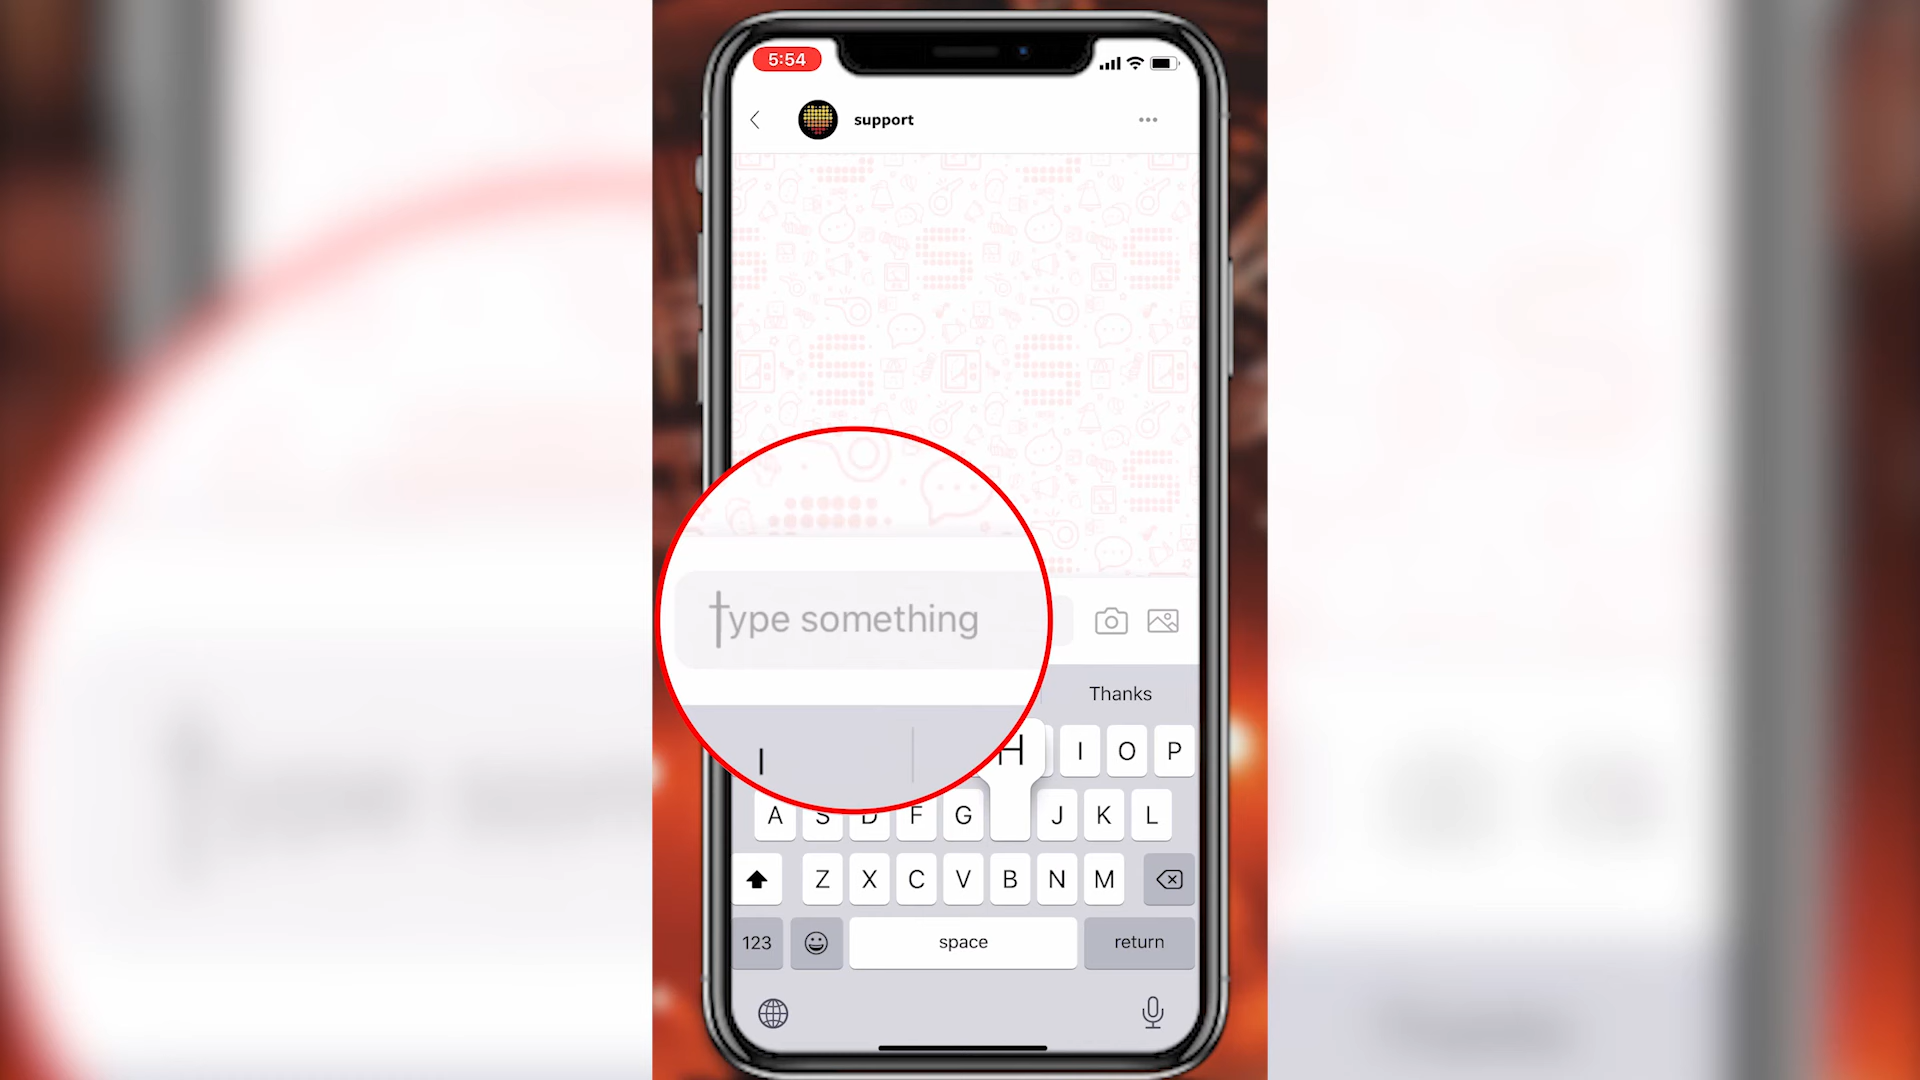 5:54
support
Type something
I
Thanks
H I O P
A S D F G J K L
Z X C V B N M
123 space return